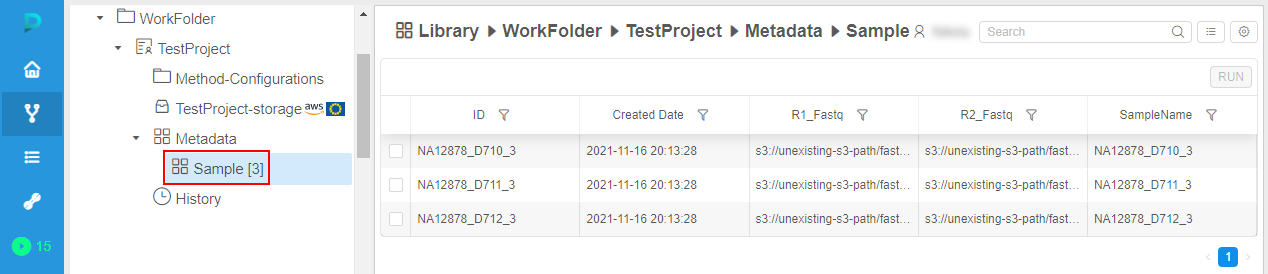 WorkFolder
TestProject
Method-Configurations
TestProject-storage aws
Metadata
Sample [3]
History
15
Library WorkFolder TestProject Metadata Sample
Search
RUN
ID Created Date R1_Fastq R2_Fastq SampleName
NA12878_D710_3 2021-11-16 20:13:28 s3://unexisting-s3-path/fast… s3://unexisting-s3-path/fast… NA12878_D710_3
NA12878_D711_3 2021-11-16 20:13:28 s3://unexisting-s3-path/fast… s3://unexisting-s3-path/fast… NA12878_D711_3
NA12878_D712_3 2021-11-16 20:13:28 s3://unexisting-s3-path/fast… s3://unexisting-s3-path/fast… NA12878_D712_3
1